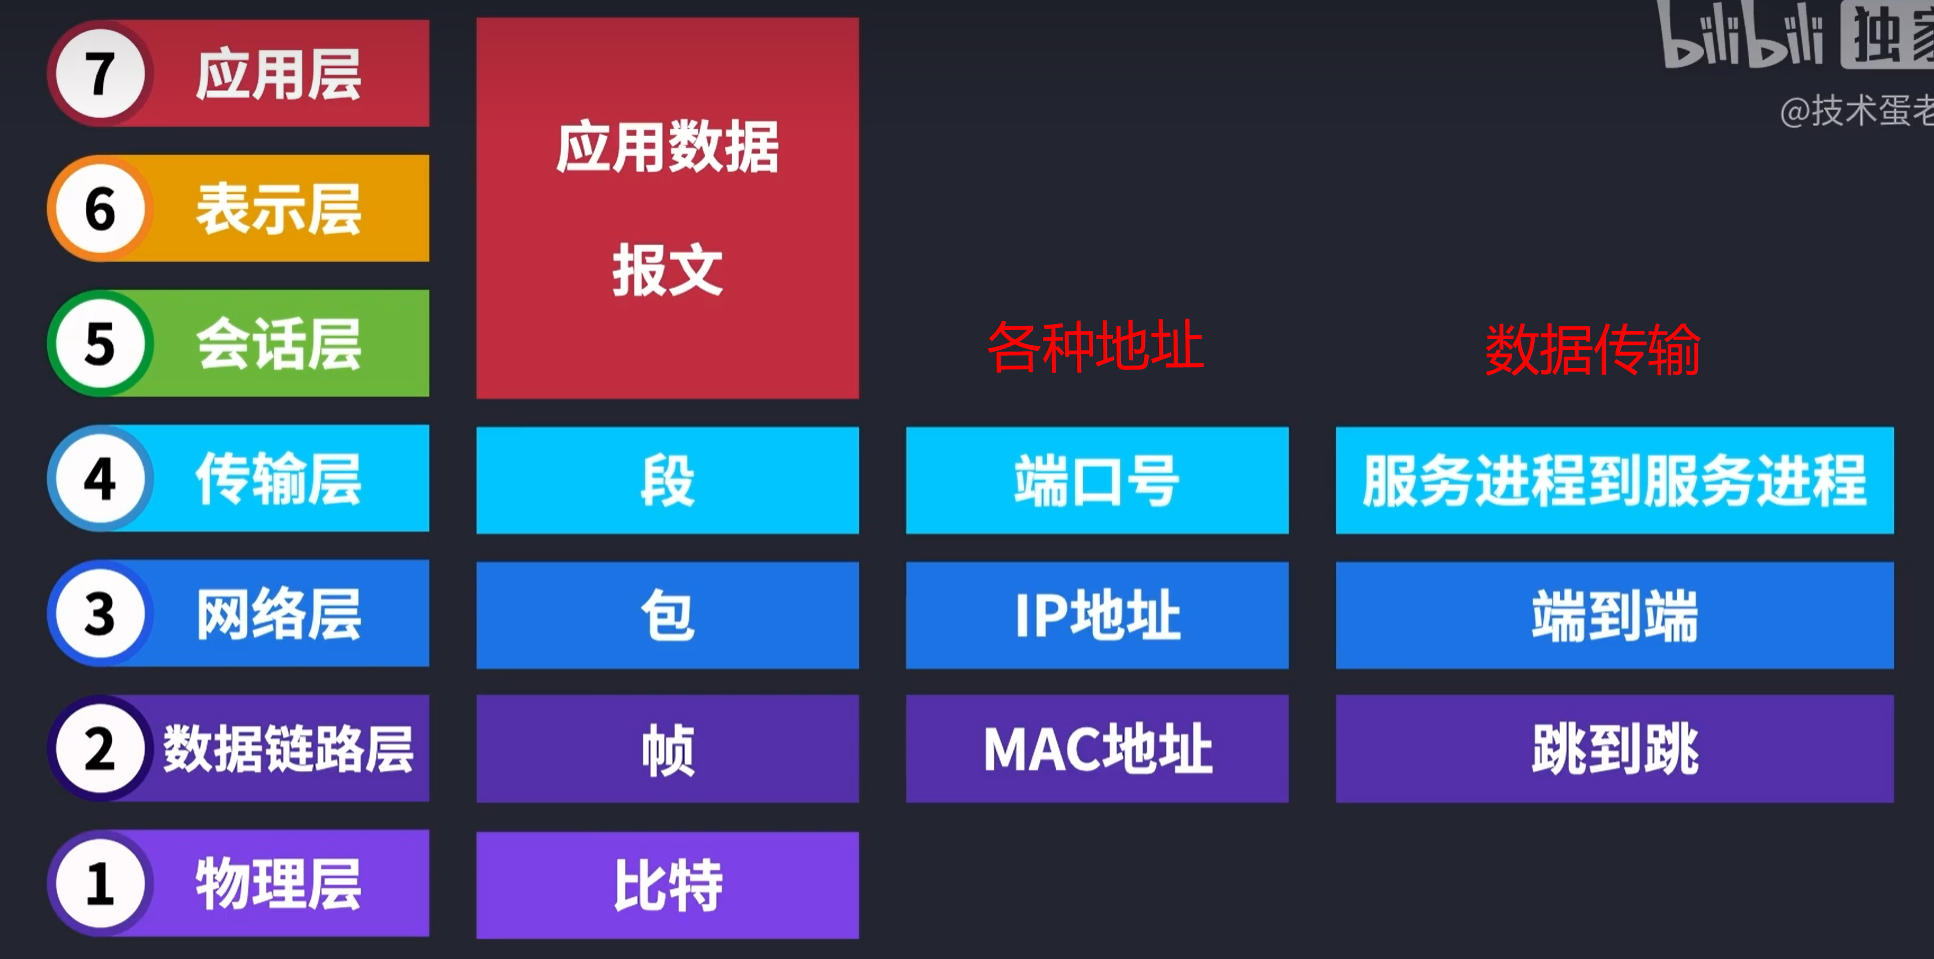 bilibili 独家
@技术蛋老
7 应用层
应用数据
6 表示层
报文
5 会话层
各种地址 数据传输
4 传输层 段 端口号 服务进程到服务进程
3 网络层 包 IP地址 端到端
2 数据链路层 帧 MAC地址 跳到跳
1 物理层 比特